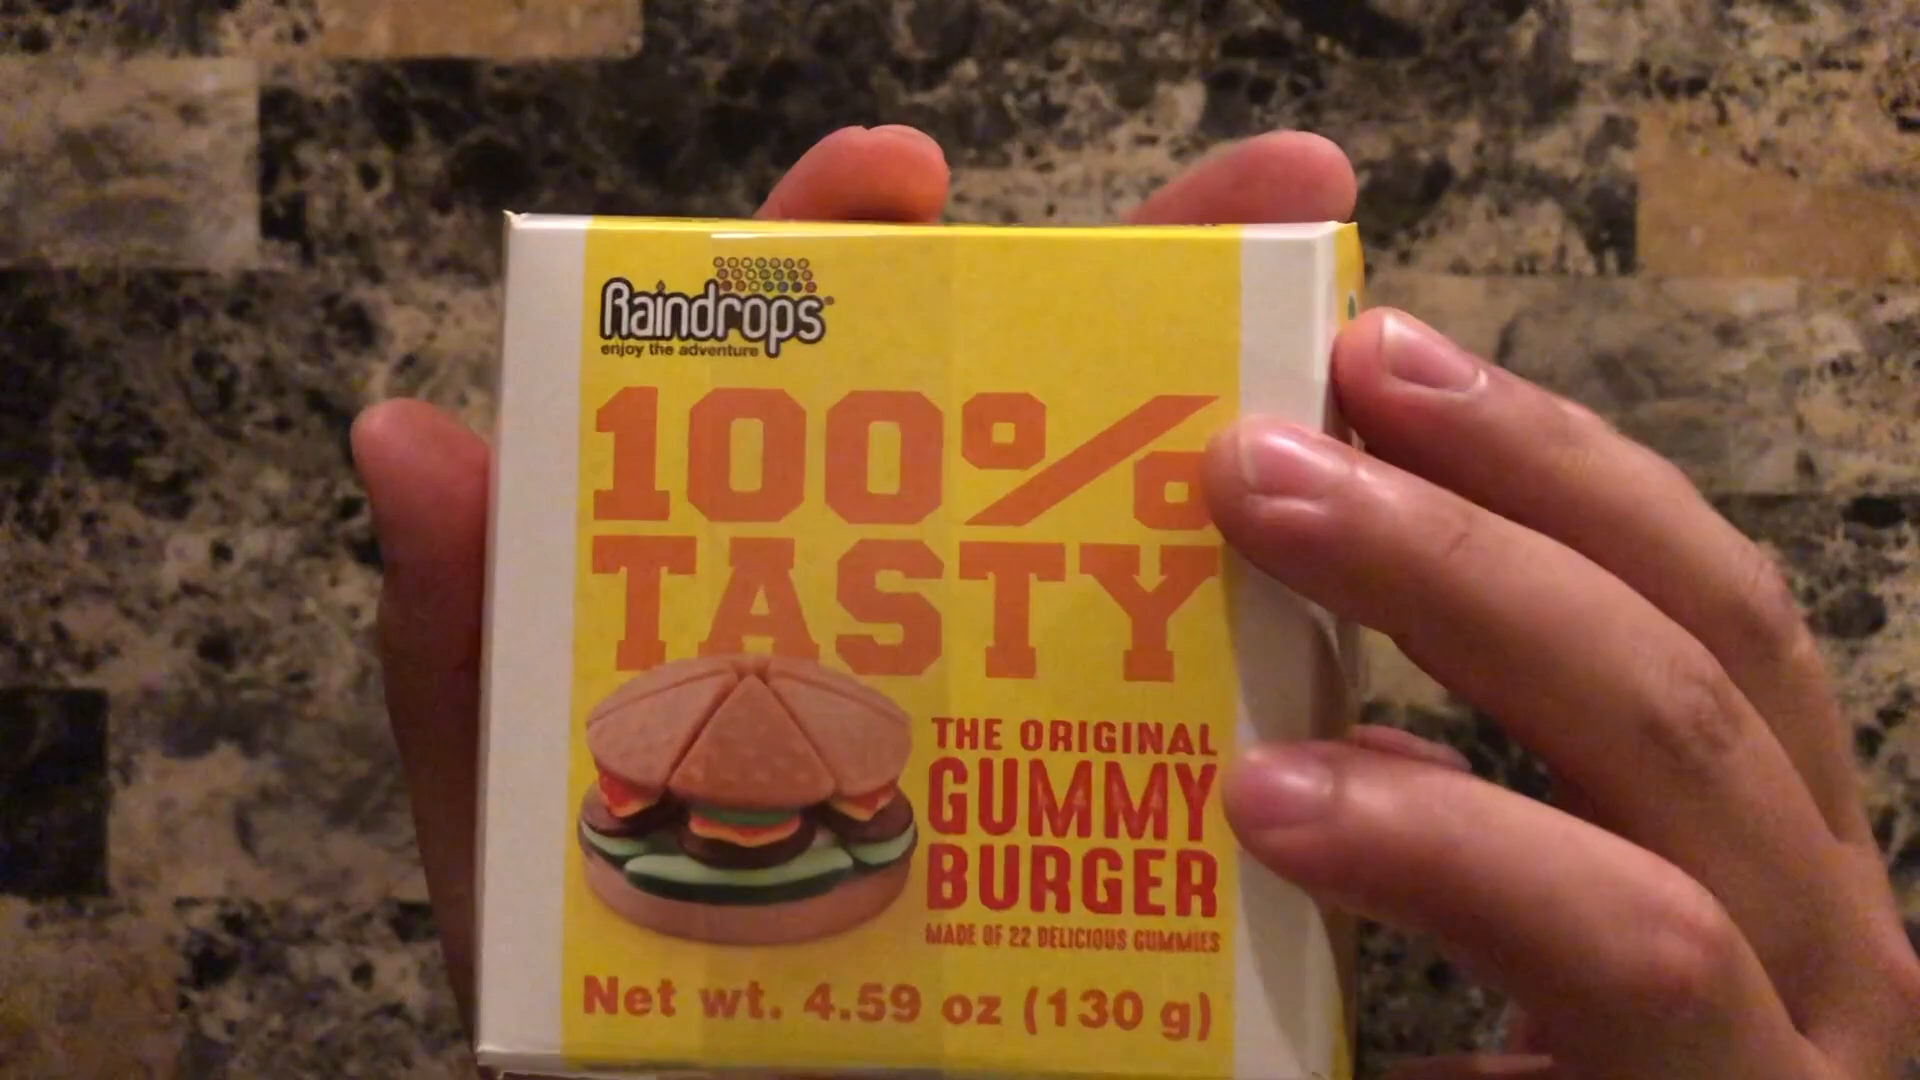 Raindrops
enjoy the adventure
100%
TASTY
THE ORIGINAL
GUMMY
BURGER
MADE OF 22 DELICIOUS GUMMIES
Net wt. 4.59 oz (130 g)